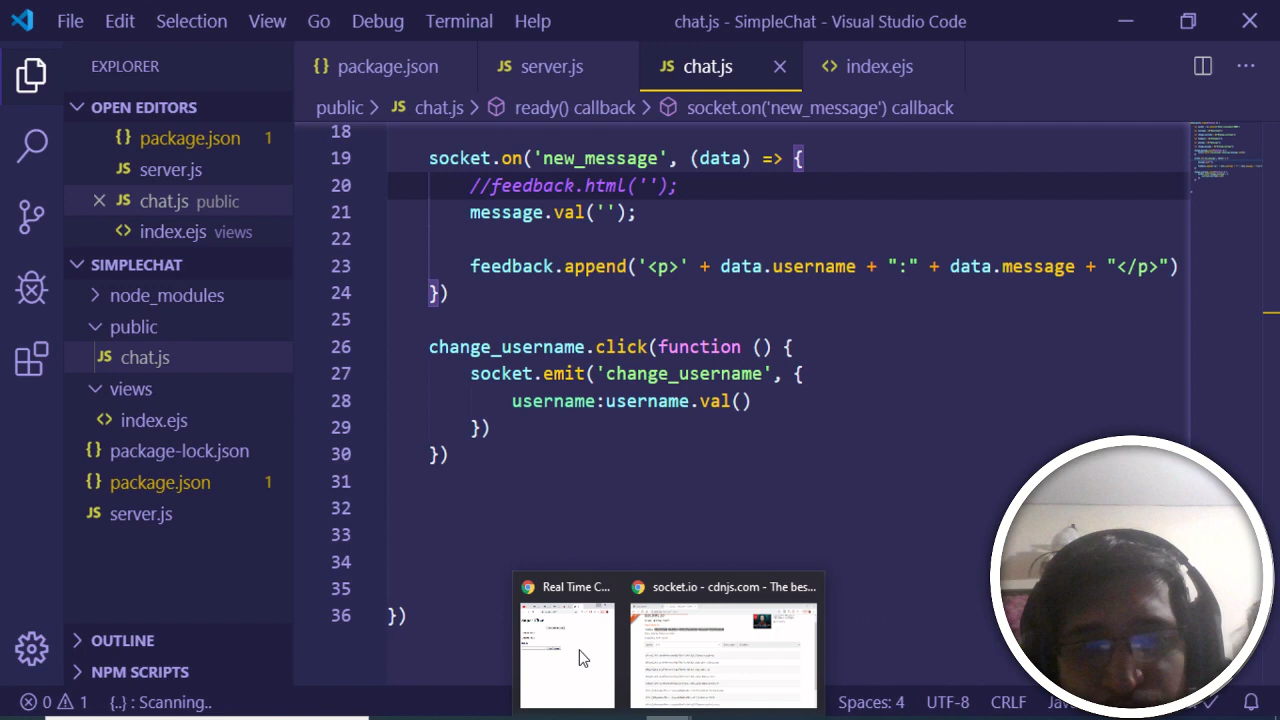 File Edit Selection View Go Debug Terminal Help
chat.js - SimpleChat - Visual Studio Code
EXPLORER
OPEN EDITORS
{} package.json 1
JS server.js
JS chat.js public
<> index.ejs views
SIMPLECHAT
node_modules
public
JS chat.js
views
<> index.ejs
{} package-lock.json
{} package.json 1
JS server.js
OUTLINE
{} package.json
JS server.js
JS chat.js
<> index.ejs
public > JS chat.js > ready() callback > socket.on('new_message') callback
18
19 socket.on('new_message', (data) => {
20 //feedback.html('');
21 message.val('');
22
23 feedback.append('<p>' + data.username + ":" + data.message + "</p>")
24 })
25
26 change_username.click(function () {
27 socket.emit('change_username', {
28 username:username.val()
29 })
30 })
31
32
33
34
35
36 })
Real Time C...
socket.io - cdnjs.com - The bes...
Spaces: 4 UTF-8 CRLF